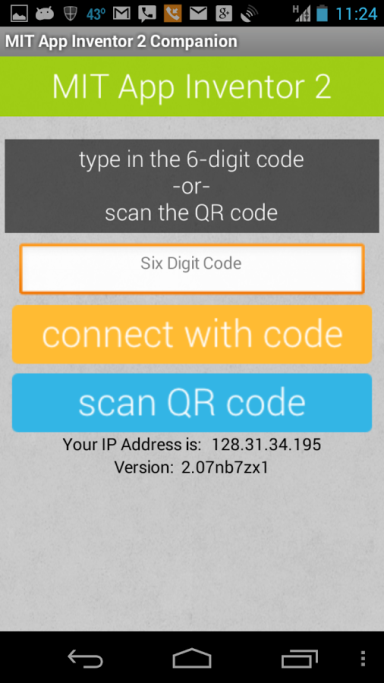 43° H 11:24
MIT App Inventor 2 Companion
MIT App Inventor 2
type in the 6-digit code
-or-
scan the QR code
Six Digit Code
connect with code
scan QR code
Your IP Address is: 128.31.34.195
Version: 2.07nb7zx1